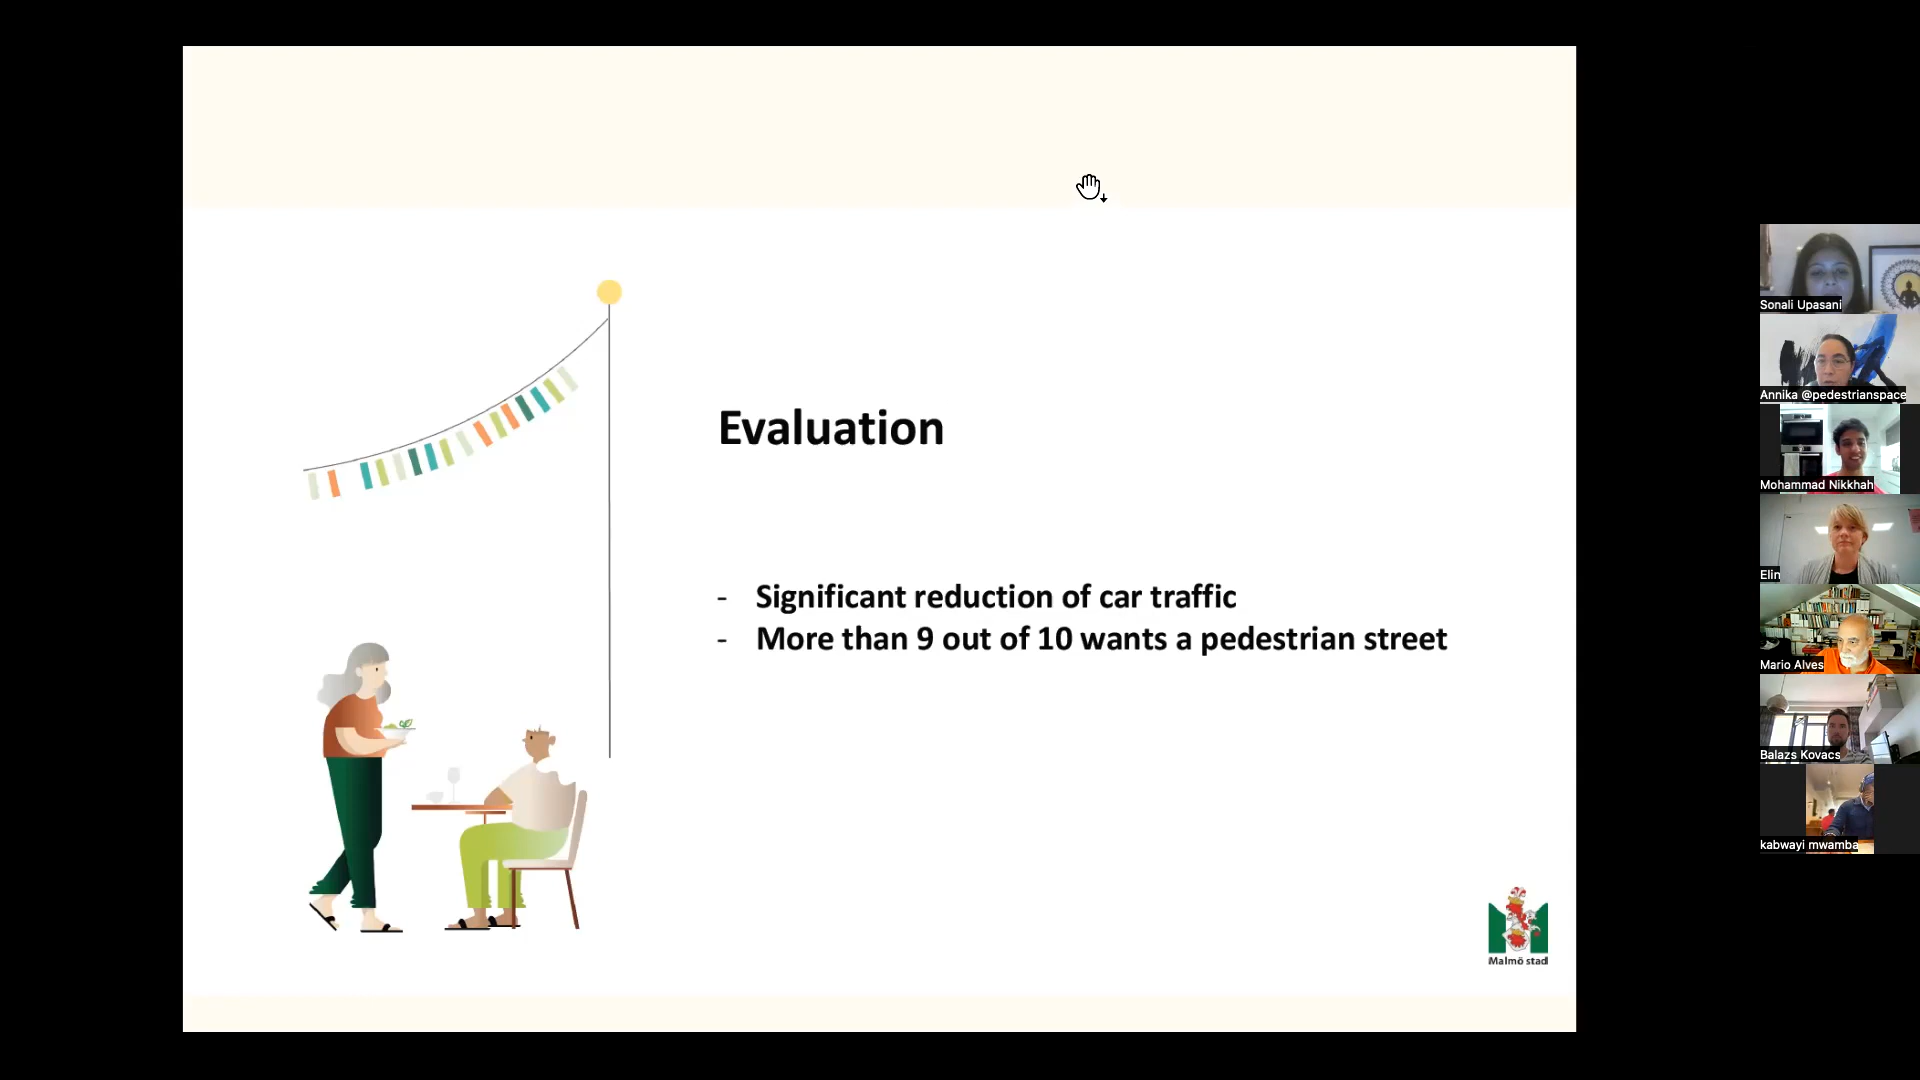 Evaluation
- Significant reduction of car traffic
- More than 9 out of 10 wants a pedestrian street
Malmö stad
Sonali Upasani
Annika @pedestrianspace
Mohammad Nikkhah
Elin
Mario Alves
Balazs Kovacs
kabwayi mwamba